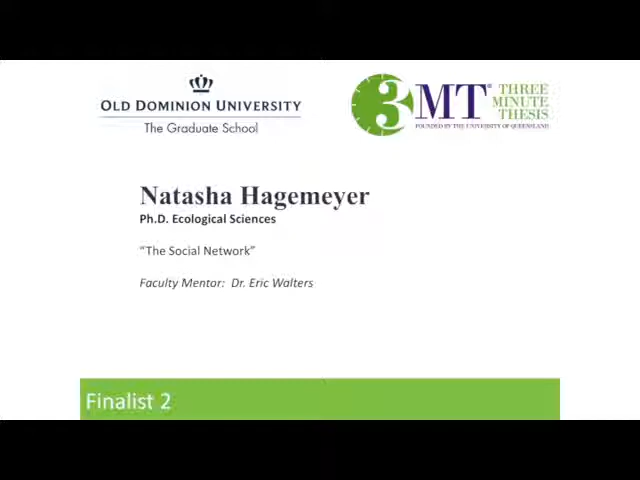 OLD DOMINION UNIVERSITY
The Graduate School
3MT® THREE MINUTE THESIS
FOUNDED BY THE UNIVERSITY OF QUEENSLAND
Natasha Hagemeyer
Ph.D. Ecological Sciences
“The Social Network”
Faculty Mentor: Dr. Eric Walters
Finalist 2